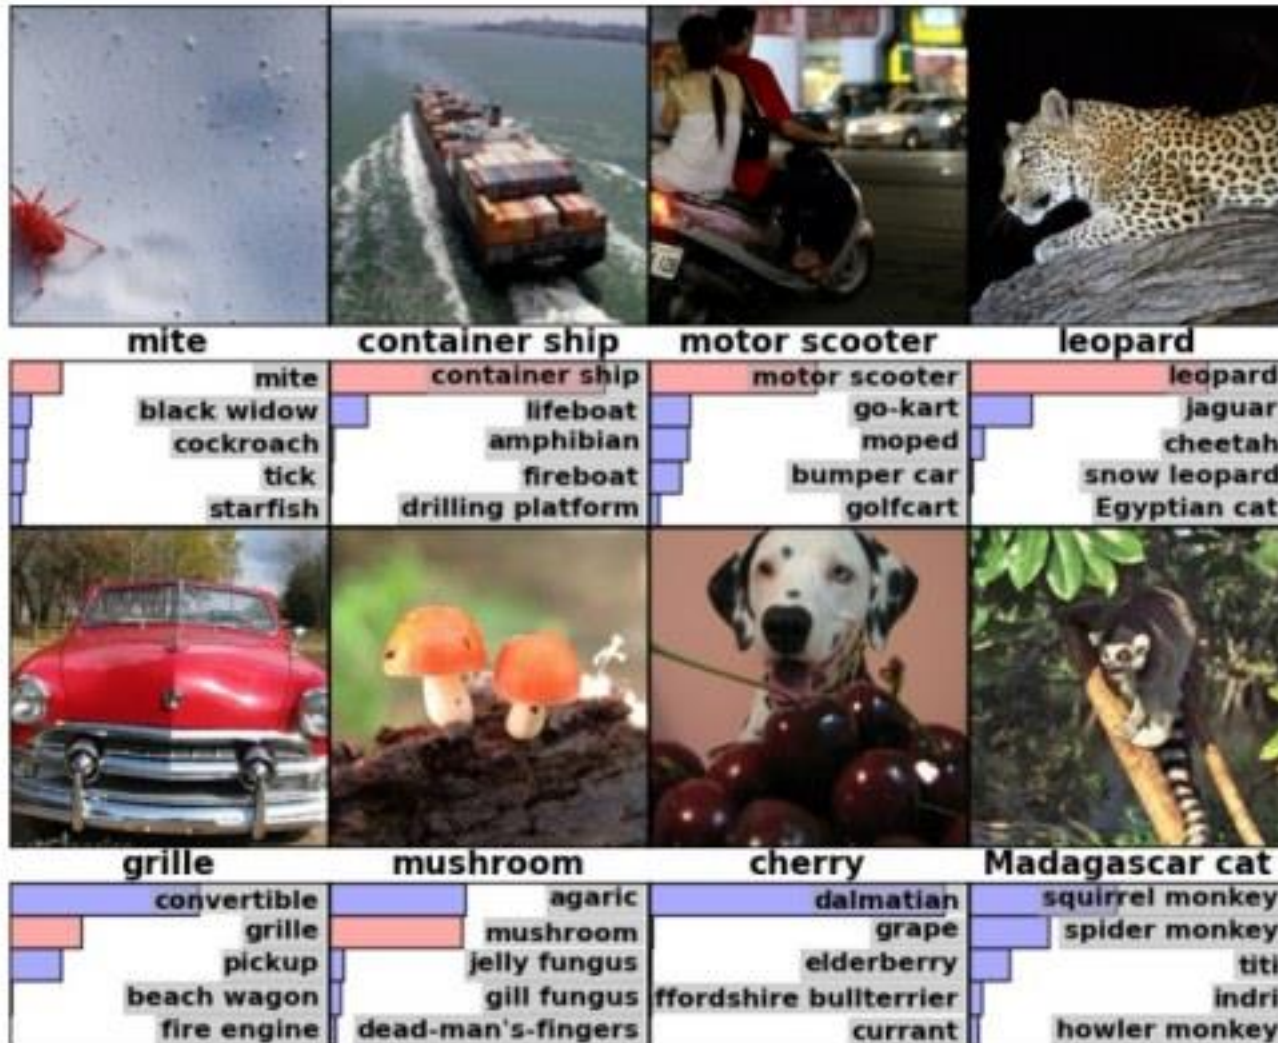 mite
container ship
motor scooter
leopard
mite
black widow
cockroach
tick
starfish
container ship
lifeboat
amphibian
fireboat
drilling platform
motor scooter
go-kart
moped
bumper car
golfcart
leopard
jaguar
cheetah
snow leopard
Egyptian cat
grille
mushroom
cherry
Madagascar cat
convertible
grille
pickup
beach wagon
fire engine
agaric
mushroom
jelly fungus
gill fungus
dead-man's-fingers
dalmatian
grape
elderberry
ffordshire bullterrier
currant
squirrel monkey
spider monkey
titi
indri
howler monkey